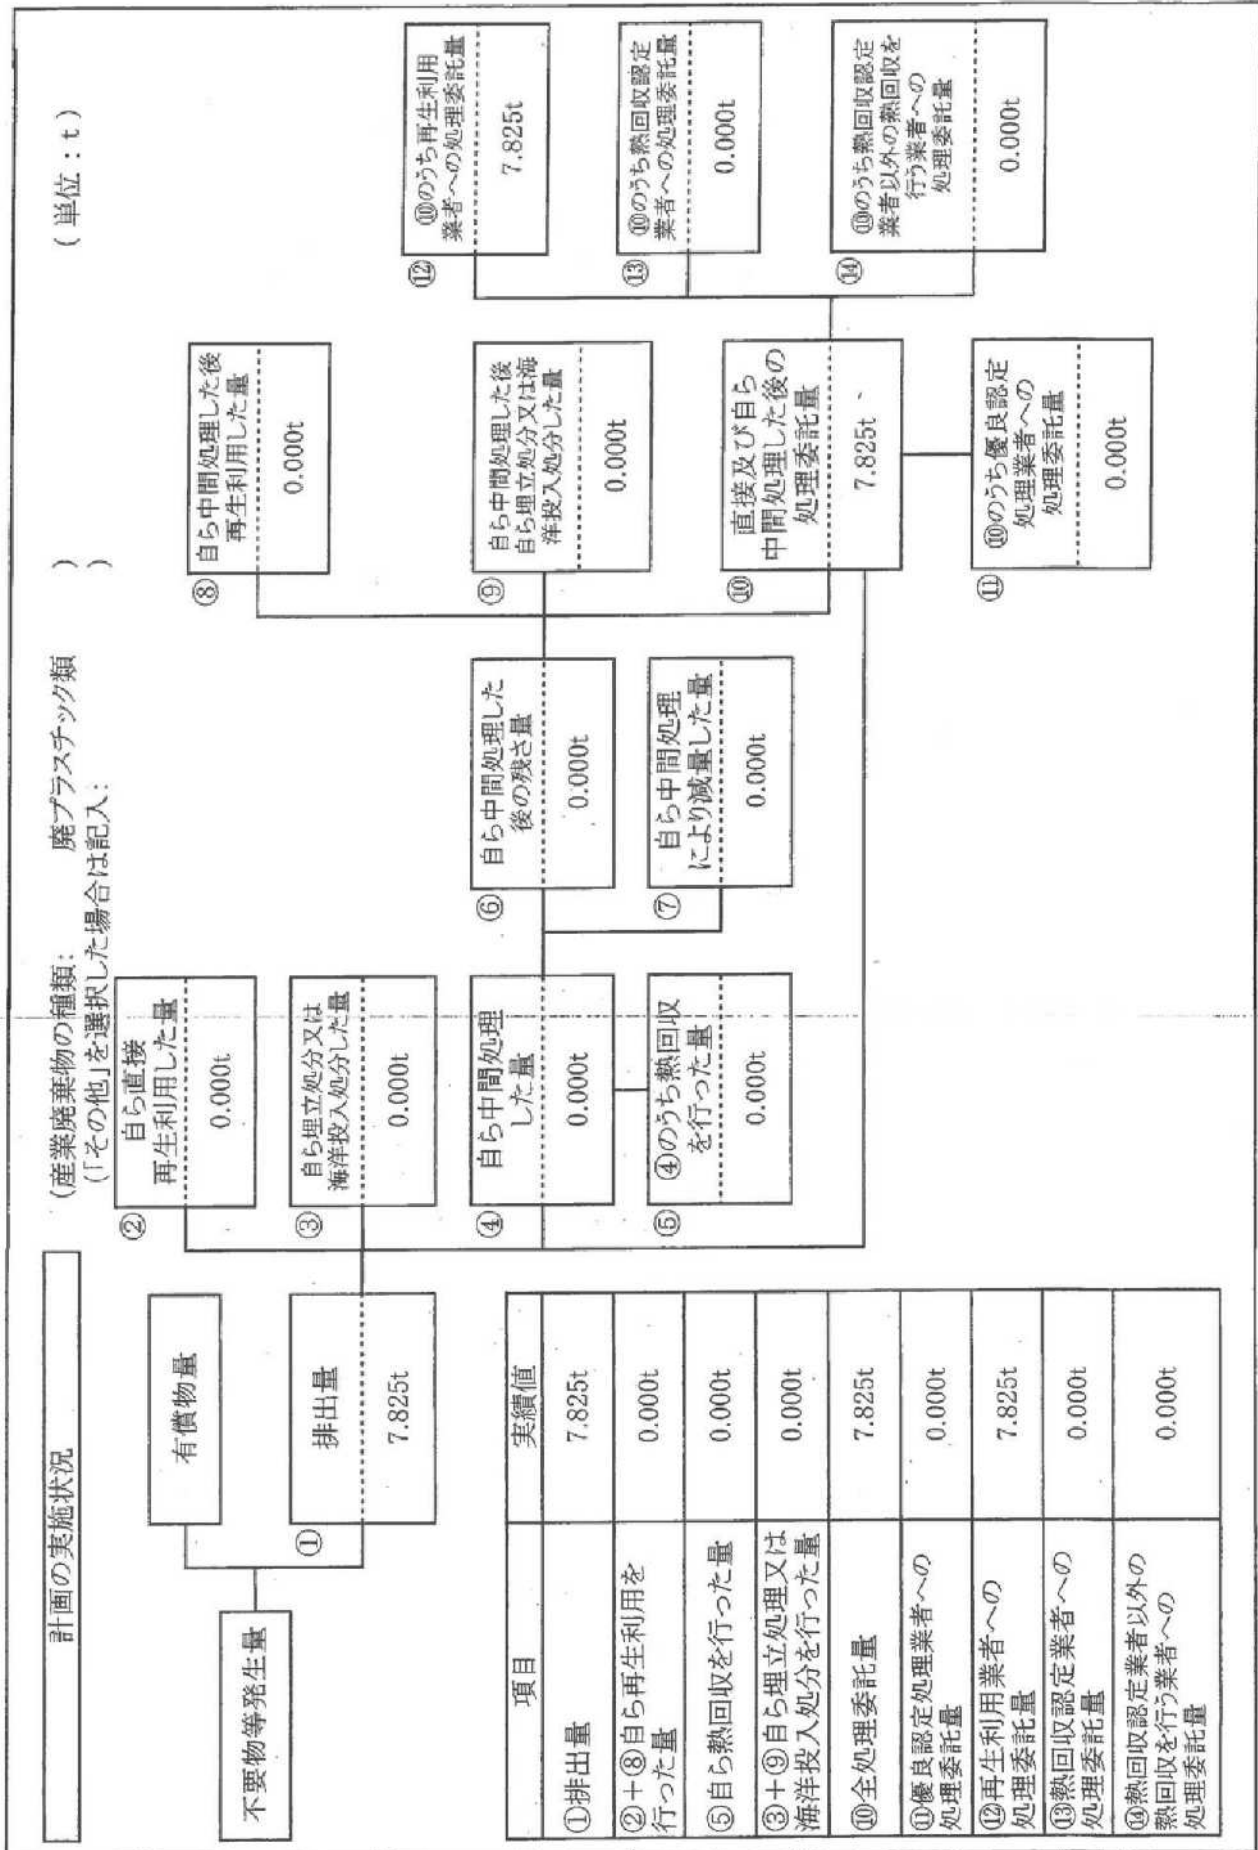 計画の実施状況
(産業廃棄物の種類: 廃プラスチック類 )
(「その他」を選択した場合は記入: )
(単位:t)
不要物等発生量
有償物量
①
排出量
7.825t
②
自ら直接
再生利用した量
0.000t
③
自ら埋立処分又は
海洋投入処分した量
0.000t
④
自ら中間処理
した量
0.000t
⑤
④のうち熱回収
を行った量
0.000t
⑥
自ら中間処理した
後の残さ量
0.000t
⑦
自ら中間処理
により減量した量
0.000t
⑧
自ら中間処理した後
再生利用した量
0.000t
⑨
自ら中間処理した後
自ら埋立処分又は海
洋投入処分した量
0.000t
⑩
直接及び自ら
中間処理した後の
処理委託量
7.825t
⑪
⑩のうち優良認定
処理業者への
処理委託量
0.000t
⑫
⑩のうち再生利用
業者への処理委託量
7.825t
⑬
⑩のうち熱回収認定
業者への処理委託量
0.000t
⑭
⑩のうち熱回収認定
業者以外の熱回収を
行う業者への
処理委託量
0.000t
項目 実績値
①排出量 7.825t
②+⑧自ら再生利用を
行った量 0.000t
⑤自ら熱回収を行った量 0.000t
③+⑨自ら埋立処理又は
海洋投入処分を行った量 0.000t
⑩全処理委託量 7.825t
⑪優良認定処理業者への
処理委託量 0.000t
⑫再生利用業者への
処理委託量 7.825t
⑬熱回収認定業者への
処理委託量 0.000t
⑭熱回収認定業者以外の
熱回収を行う業者への
処理委託量 0.000t